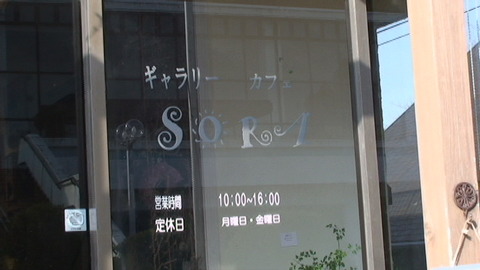 ギャラリー カフェ
SORA
営業時間 10:00~16:00
定休日 月曜日・金曜日